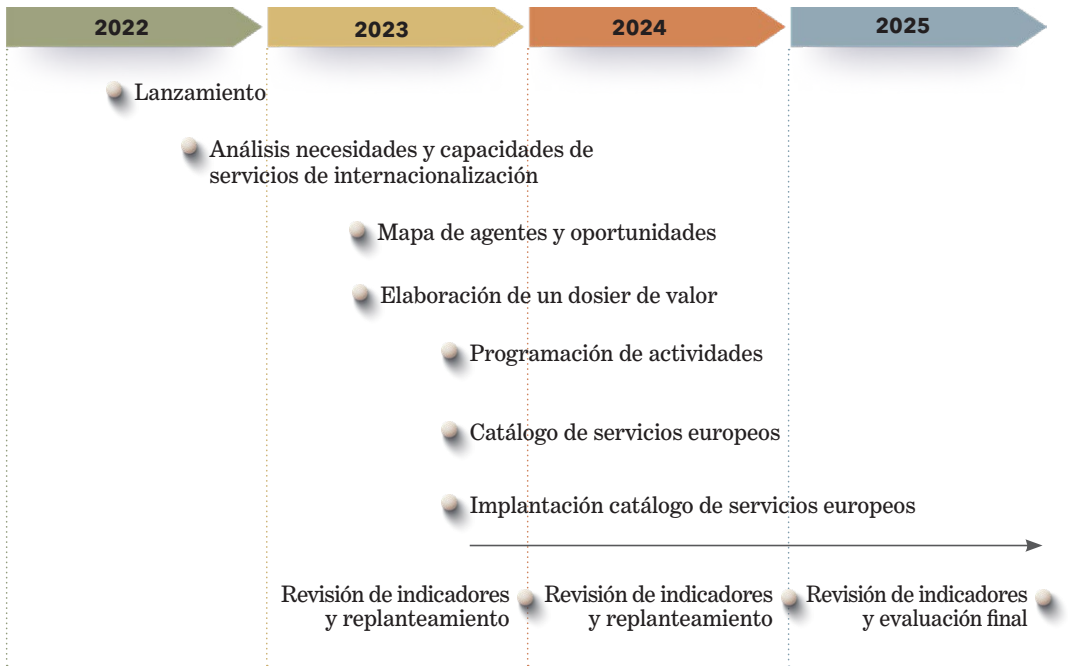 2022
2023
2024
2025
Lanzamiento
Análisis necesidades y capacidades de
servicios de internacionalización
Mapa de agentes y oportunidades
Elaboración de un dosier de valor
Programación de actividades
Catálogo de servicios europeos
Implantación catálogo de servicios europeos
Revisión de indicadores
y replanteamiento
Revisión de indicadores
y replanteamiento
Revisión de indicadores
y evaluación final